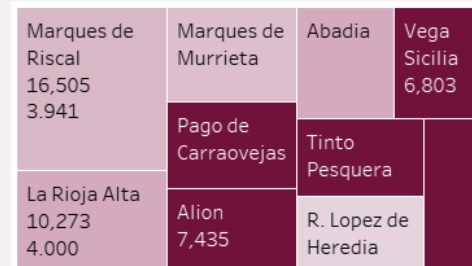 Marques de
Riscal
16,505
3.941
La Rioja Alta
10,273
4.000
Marques de
Murrieta
Pago de
Carraovejas
Alion
7,435
Abadia
Vega
Sicilia
6,803
Tinto
Pesquera
R. Lopez de
Heredia